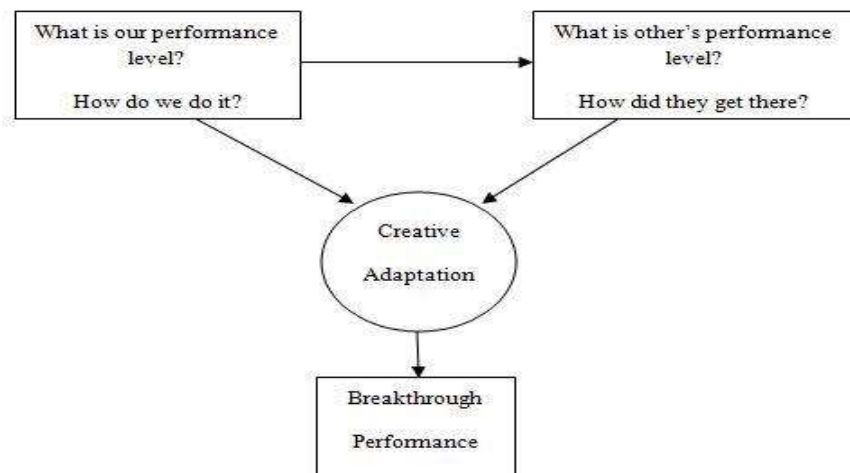 What is our performance
level?
How do we do it?
What is other's performance
level?
How did they get there?
Creative
Adaptation
Breakthrough
Performance